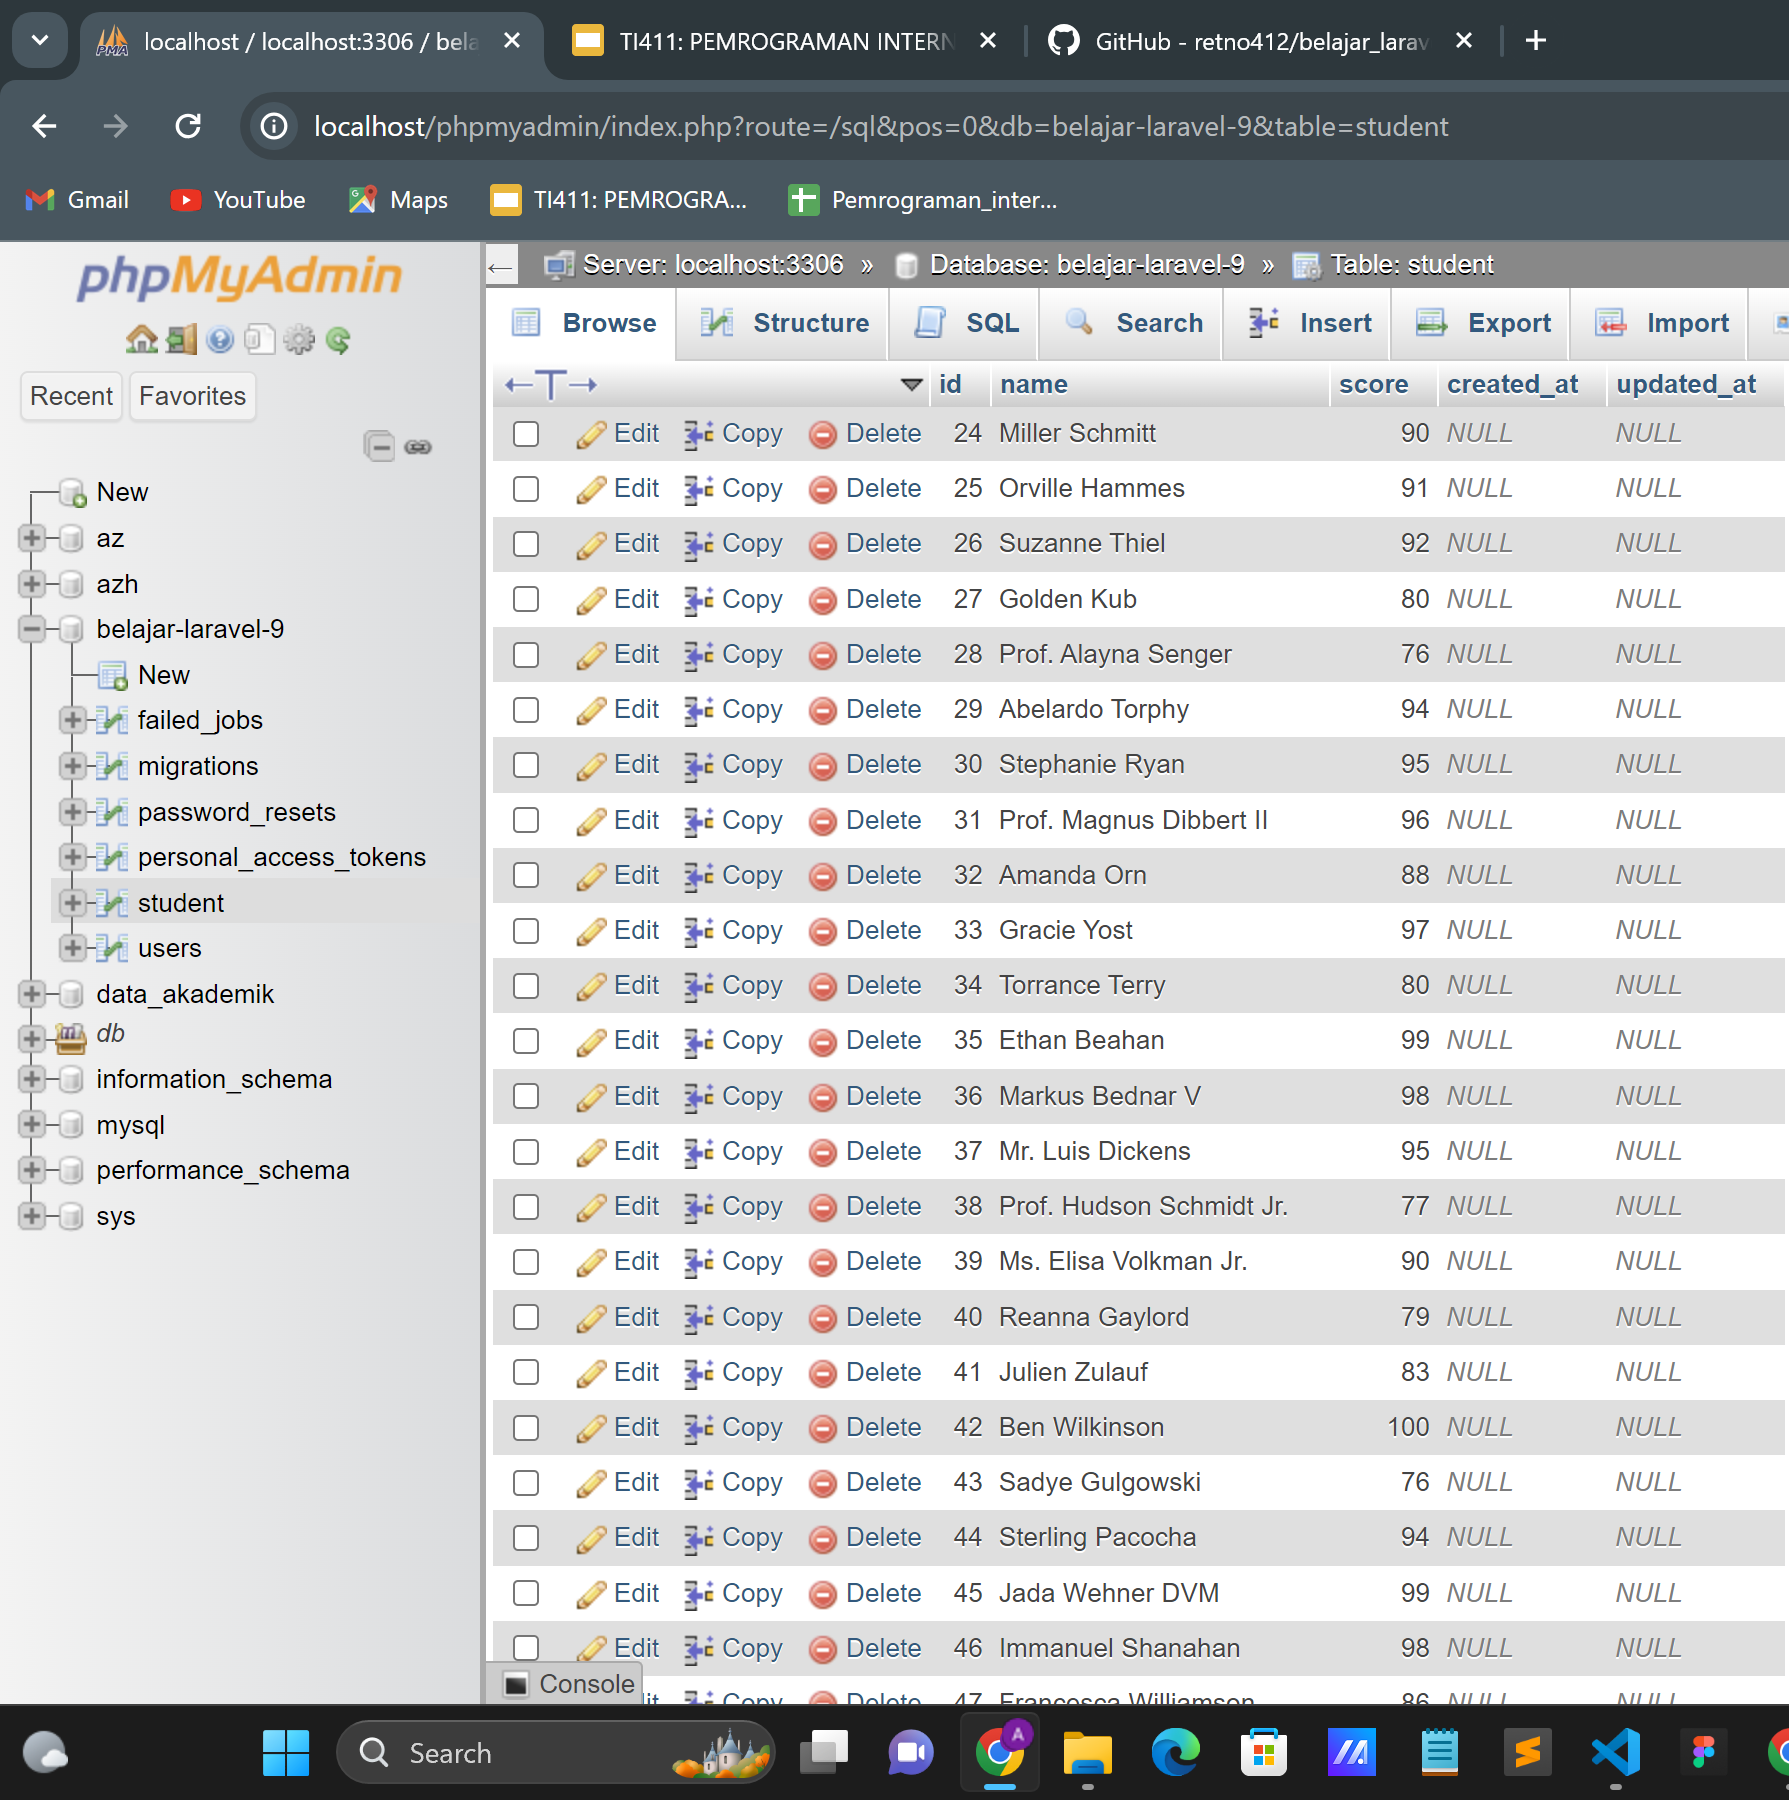 localhost / localhost:3306 / bela
TI411: PEMROGRAMAN INTERN
GitHub - retno412/belajar_larav
localhost/phpmyadmin/index.php?route=/sql&pos=0&db=belajar-laravel-9&table=student
Gmail YouTube Maps TI411: PEMROGRA... Pemrograman_inter...
phpMyAdmin
Recent Favorites
New
az
azh
belajar-laravel-9
New
failed_jobs
migrations
password_resets
personal_access_tokens
student
users
data_akademik
db
information_schema
mysql
performance_schema
sys
Server: localhost:3306 » Database: belajar-laravel-9 » Table: student
Browse Structure SQL Search Insert Export Import
id name score created_at updated_at
Edit Copy Delete 24 Miller Schmitt 90 NULL NULL
Edit Copy Delete 25 Orville Hammes 91 NULL NULL
Edit Copy Delete 26 Suzanne Thiel 92 NULL NULL
Edit Copy Delete 27 Golden Kub 80 NULL NULL
Edit Copy Delete 28 Prof. Alayna Senger 76 NULL NULL
Edit Copy Delete 29 Abelardo Torphy 94 NULL NULL
Edit Copy Delete 30 Stephanie Ryan 95 NULL NULL
Edit Copy Delete 31 Prof. Magnus Dibbert II 96 NULL NULL
Edit Copy Delete 32 Amanda Orn 88 NULL NULL
Edit Copy Delete 33 Gracie Yost 97 NULL NULL
Edit Copy Delete 34 Torrance Terry 80 NULL NULL
Edit Copy Delete 35 Ethan Beahan 99 NULL NULL
Edit Copy Delete 36 Markus Bednar V 98 NULL NULL
Edit Copy Delete 37 Mr. Luis Dickens 95 NULL NULL
Edit Copy Delete 38 Prof. Hudson Schmidt Jr. 77 NULL NULL
Edit Copy Delete 39 Ms. Elisa Volkman Jr. 90 NULL NULL
Edit Copy Delete 40 Reanna Gaylord 79 NULL NULL
Edit Copy Delete 41 Julien Zulauf 83 NULL NULL
Edit Copy Delete 42 Ben Wilkinson 100 NULL NULL
Edit Copy Delete 43 Sadye Gulgowski 76 NULL NULL
Edit Copy Delete 44 Sterling Pacocha 94 NULL NULL
Edit Copy Delete 45 Jada Wehner DVM 99 NULL NULL
Edit Copy Delete 46 Immanuel Shanahan 98 NULL NULL
Console
it Copy Delete 47 Francesca Williamson 86 NULL NULL
Search